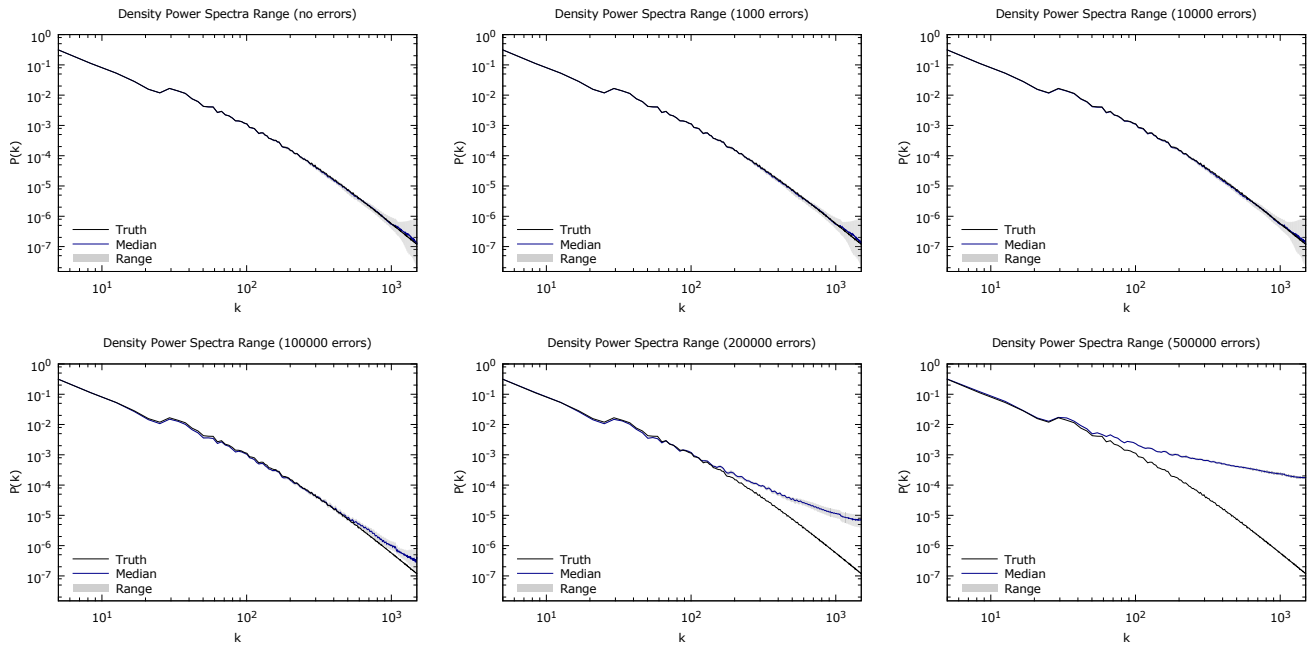 Density Power Spectra Range (no errors)
10^0
10^-1
10^-2
10^-3
10^-4
10^-5
10^-6
10^-7
P(k)
Truth
Median
Range
10^1
10^2
10^3
k
Density Power Spectra Range (1000 errors)
10^0
10^-1
10^-2
10^-3
10^-4
10^-5
10^-6
10^-7
P(k)
Truth
Median
Range
10^1
10^2
10^3
k
Density Power Spectra Range (10000 errors)
10^0
10^-1
10^-2
10^-3
10^-4
10^-5
10^-6
10^-7
P(k)
Truth
Median
Range
10^1
10^2
10^3
k
Density Power Spectra Range (100000 errors)
10^0
10^-1
10^-2
10^-3
10^-4
10^-5
10^-6
10^-7
P(k)
Truth
Median
Range
10^1
10^2
10^3
k
Density Power Spectra Range (200000 errors)
10^0
10^-1
10^-2
10^-3
10^-4
10^-5
10^-6
10^-7
P(k)
Truth
Median
Range
10^1
10^2
10^3
k
Density Power Spectra Range (500000 errors)
10^0
10^-1
10^-2
10^-3
10^-4
10^-5
10^-6
10^-7
P(k)
Truth
Median
Range
10^1
10^2
10^3
k